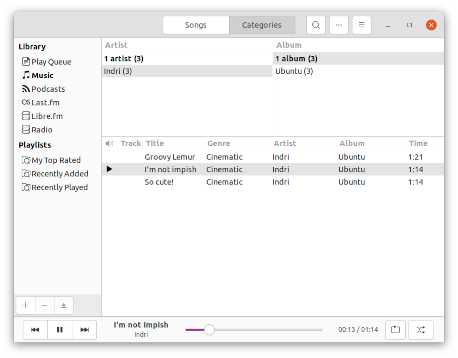 Songs Categories
Library
Play Queue
Music
Podcasts
Last.fm
Libre.fm
Radio
Playlists
My Top Rated
Recently Added
Recently Played
Artist Album
1 artist (3) 1 album (3)
Indri (3) Ubuntu (3)
Track Title Genre Artist Album Time
Groovy Lemur Cinematic Indri Ubuntu 1:21
I'm not impish Cinematic Indri Ubuntu 1:14
So cute! Cinematic Indri Ubuntu 1:14
I'm not impish
Indri
00:13 / 01:14